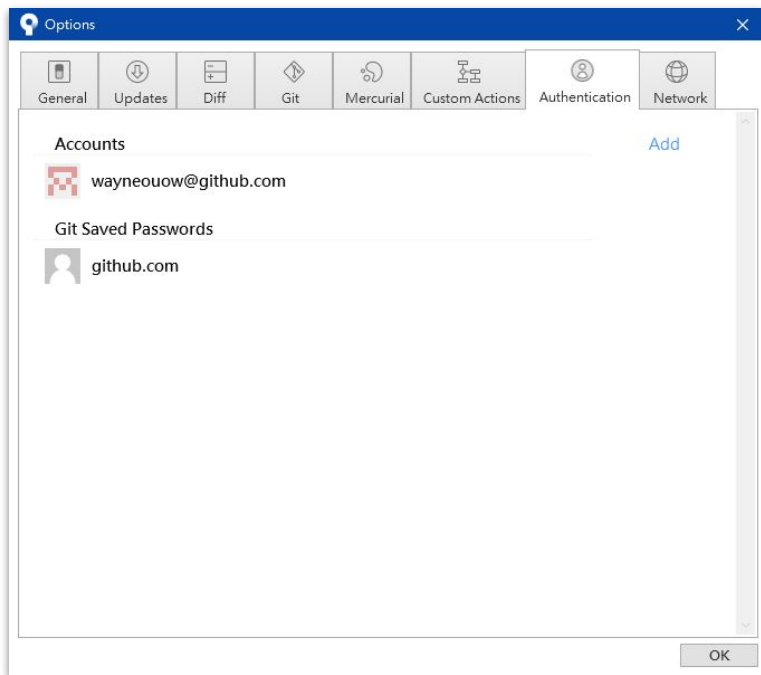 Options
General Updates Diff Git Mercurial Custom Actions Authentication Network
Accounts Add
wayneouow@github.com
Git Saved Passwords
github.com
OK